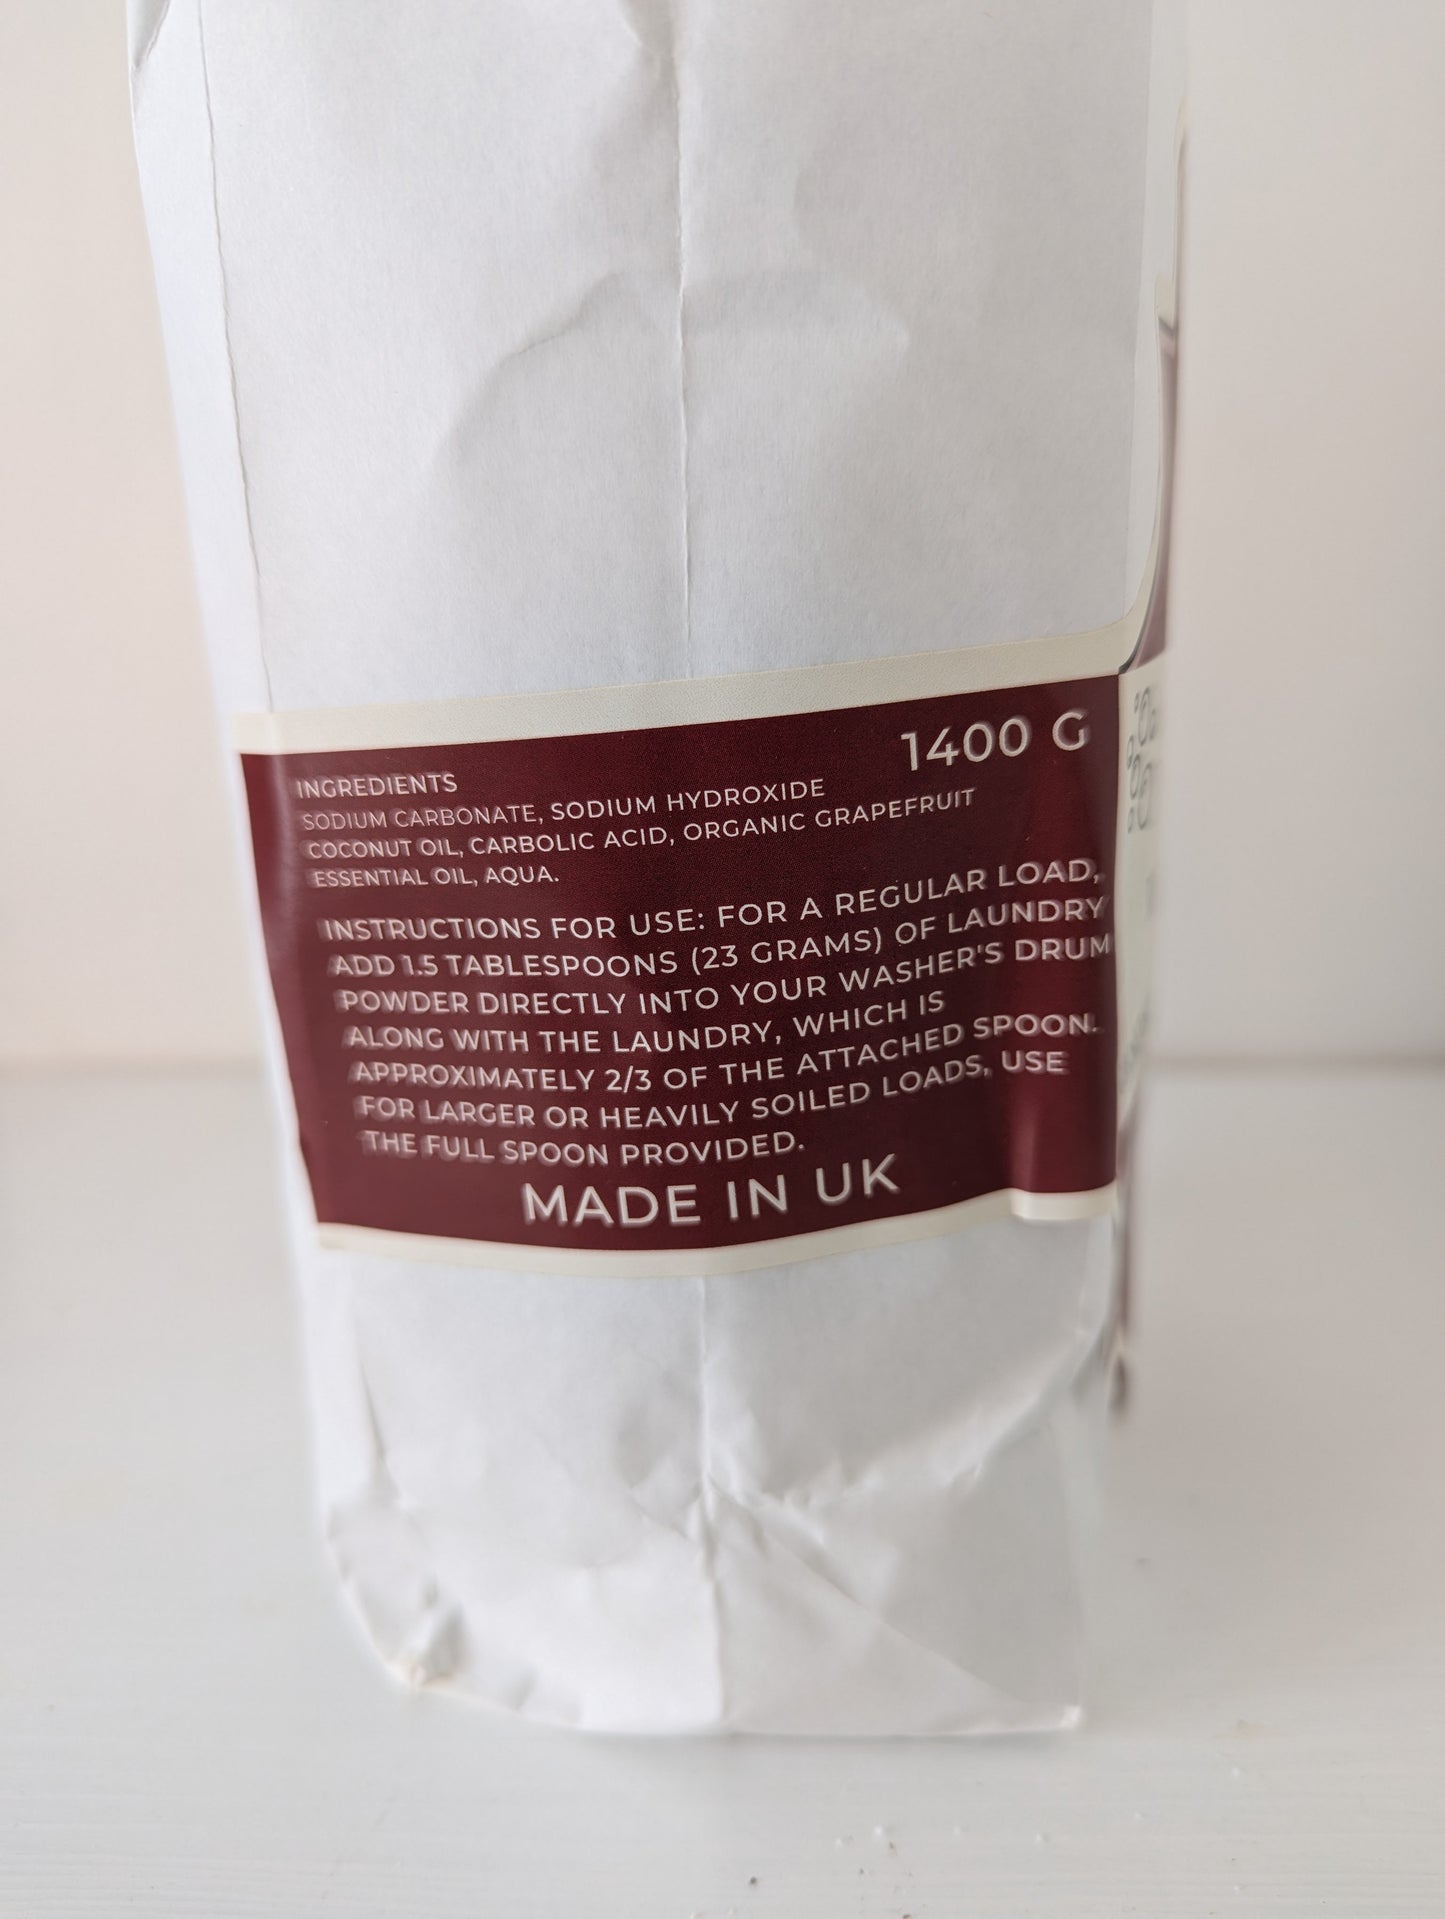 1400 G
INGREDIENTS
SODIUM CARBONATE, SODIUM HYDROXIDE
COCONUT OIL, CARBOLIC ACID, ORGANIC GRAPEFRUIT
ESSENTIAL OIL, AQUA.
INSTRUCTIONS FOR USE: FOR A REGULAR LOAD,
ADD 1.5 TABLESPOONS (23 GRAMS) OF LAUNDRY
POWDER DIRECTLY INTO YOUR WASHER'S DRUM
ALONG WITH THE LAUNDRY, WHICH IS
APPROXIMATELY 2/3 OF THE ATTACHED SPOON.
FOR LARGER OR HEAVILY SOILED LOADS, USE
THE FULL SPOON PROVIDED.
MADE IN UK